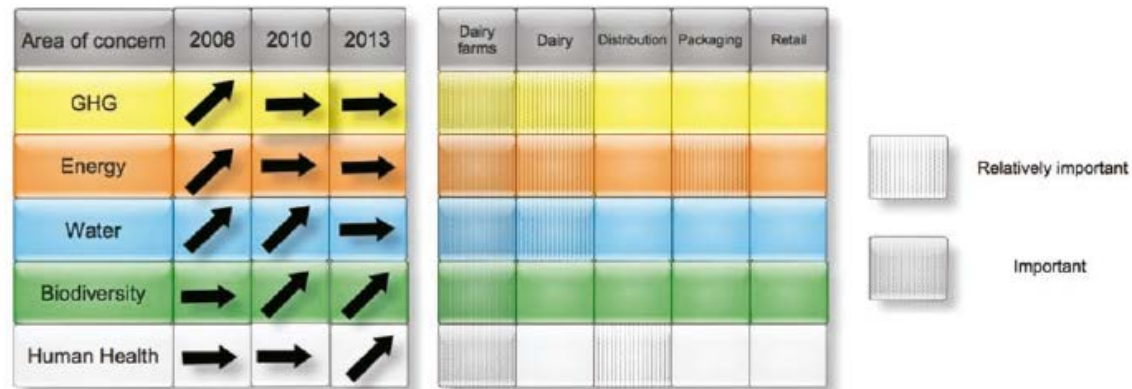 Area of concern 2008 2010 2013 Dairy farms Dairy Distribution Packaging Retail
GHG
Energy
Water
Biodiversity
Human Health
Relatively important
Important